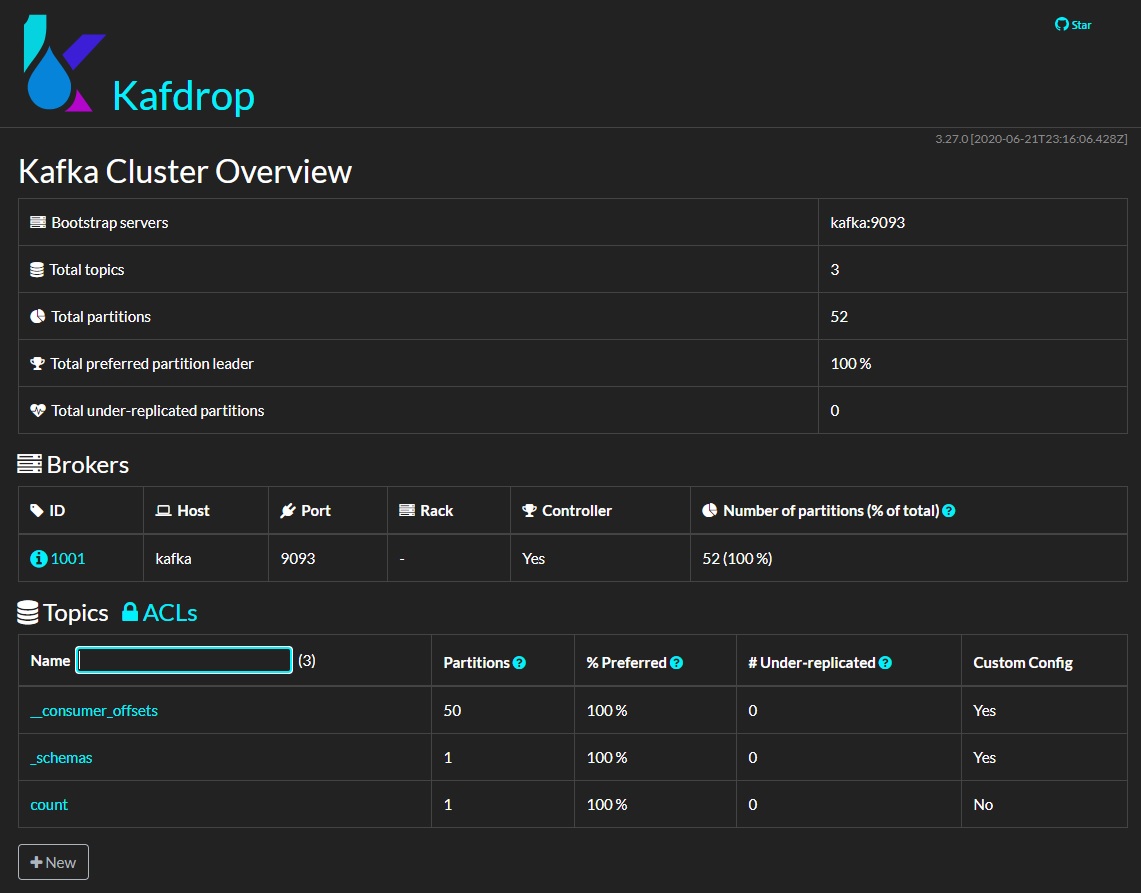 Star
Kafdrop
3.27.0 [2020-06-21T23:16:06.428Z]
Kafka Cluster Overview
Bootstrap servers kafka:9093
Total topics 3
Total partitions 52
Total preferred partition leader 100 %
Total under-replicated partitions 0
Brokers
ID Host Port Rack Controller Number of partitions (% of total)
1001 kafka 9093 - Yes 52 (100 %)
Topics ACLs
Name (3) Partitions % Preferred # Under-replicated Custom Config
__consumer_offsets 50 100 % 0 Yes
_schemas 1 100 % 0 Yes
count 1 100 % 0 No
New